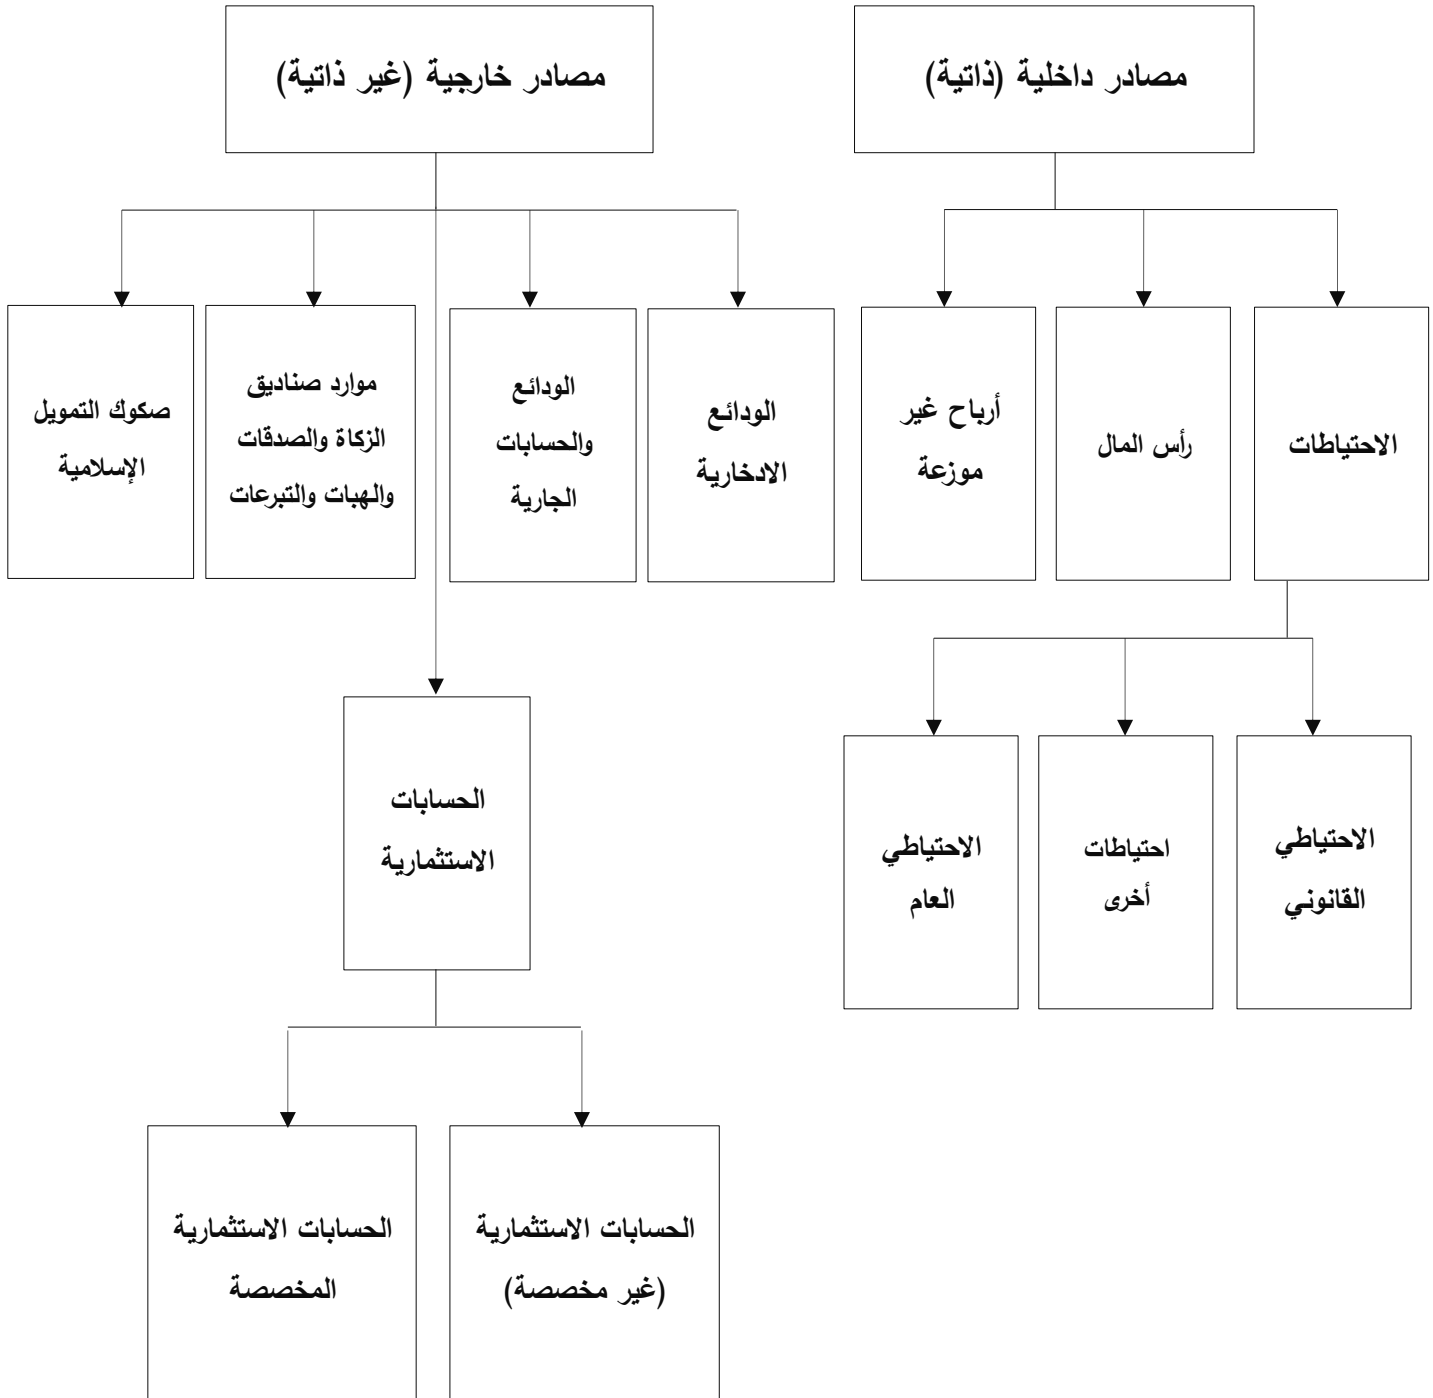 مصادر داخلية (ذاتية)
مصادر خارجية (غير ذاتية)
الاحتياطات
رأس المال
أرباح غير
موزعة
الودائع
الادخارية
الودائع
والحسابات
الجارية
موارد صناديق
الزكاة والصدقات
والهبات والتبرعات
صكوك التمويل
الإسلامية
الاحتياطي
القانوني
احتياطات
أخرى
الاحتياطي
العام
الحسابات
الاستثمارية
الحسابات الاستثمارية
(غير مخصصة)
الحسابات الاستثمارية
المخصصة